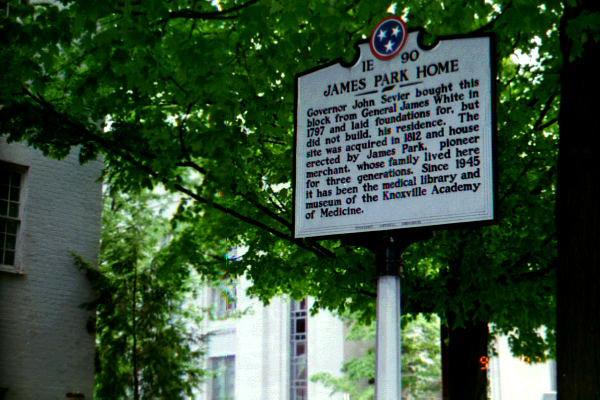 1E 90
JAMES PARK HOME
Governor John Sevier bought this
block from General James White in
1797 and laid foundations for, but
did not build, his residence. The
site was acquired in 1812 and house
erected by James Park, pioneer
merchant, whose family lived here
for three generations. Since 1945
it has been the medical library and
museum of the Knoxville Academy
of Medicine.